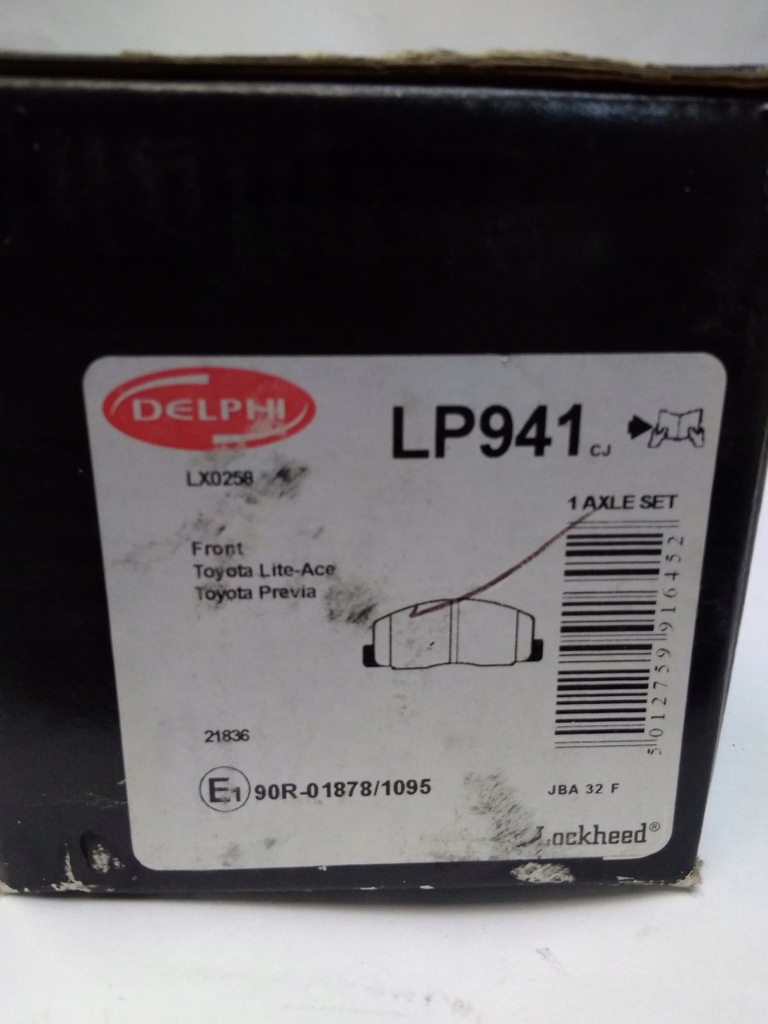 DELPHI
LP941 CJ
LX0258
1 AXLE SET
Front
Toyota Lite-Ace
Toyota Previa
5 012759 916452
21836
E1 90R-01878/1095
JBA 32 F
Lockheed®